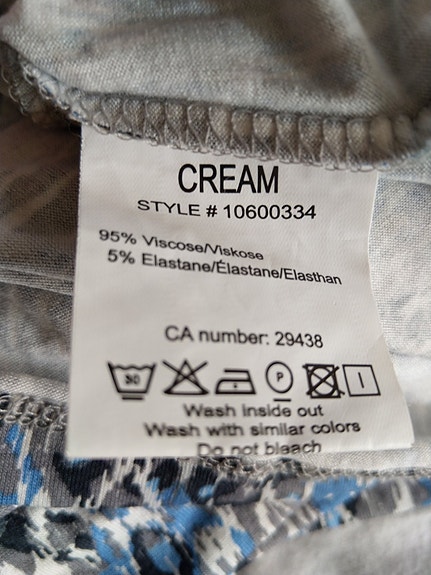 CREAM
STYLE # 10600334
95% Viscose/Viskose
5% Elastane/Élastane/Elasthan
CA number: 29438
30 P
Wash inside out
Wash with similar colors
Do not bleach